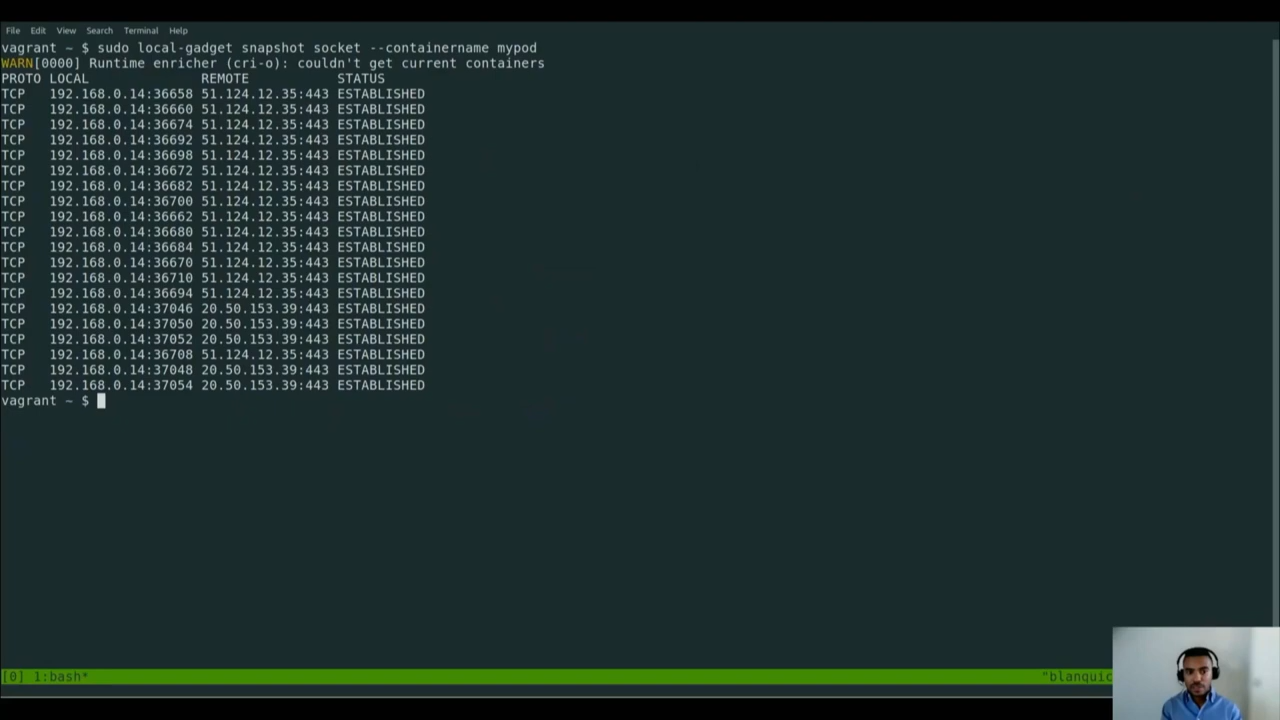 File Edit View Search Terminal Help
vagrant ~ $ sudo local-gadget snapshot socket --containername mypod
WARN[0000] Runtime enricher (cri-o): couldn't get current containers
PROTO LOCAL REMOTE STATUS
TCP 192.168.0.14:36658 51.124.12.35:443 ESTABLISHED
TCP 192.168.0.14:36660 51.124.12.35:443 ESTABLISHED
TCP 192.168.0.14:36674 51.124.12.35:443 ESTABLISHED
TCP 192.168.0.14:36692 51.124.12.35:443 ESTABLISHED
TCP 192.168.0.14:36698 51.124.12.35:443 ESTABLISHED
TCP 192.168.0.14:36672 51.124.12.35:443 ESTABLISHED
TCP 192.168.0.14:36682 51.124.12.35:443 ESTABLISHED
TCP 192.168.0.14:36700 51.124.12.35:443 ESTABLISHED
TCP 192.168.0.14:36662 51.124.12.35:443 ESTABLISHED
TCP 192.168.0.14:36680 51.124.12.35:443 ESTABLISHED
TCP 192.168.0.14:36684 51.124.12.35:443 ESTABLISHED
TCP 192.168.0.14:36670 51.124.12.35:443 ESTABLISHED
TCP 192.168.0.14:36710 51.124.12.35:443 ESTABLISHED
TCP 192.168.0.14:36694 51.124.12.35:443 ESTABLISHED
TCP 192.168.0.14:37046 20.50.153.39:443 ESTABLISHED
TCP 192.168.0.14:37050 20.50.153.39:443 ESTABLISHED
TCP 192.168.0.14:37052 20.50.153.39:443 ESTABLISHED
TCP 192.168.0.14:36708 51.124.12.35:443 ESTABLISHED
TCP 192.168.0.14:37048 20.50.153.39:443 ESTABLISHED
TCP 192.168.0.14:37054 20.50.153.39:443 ESTABLISHED
vagrant ~ $
[0] 1:bash* "blanquic